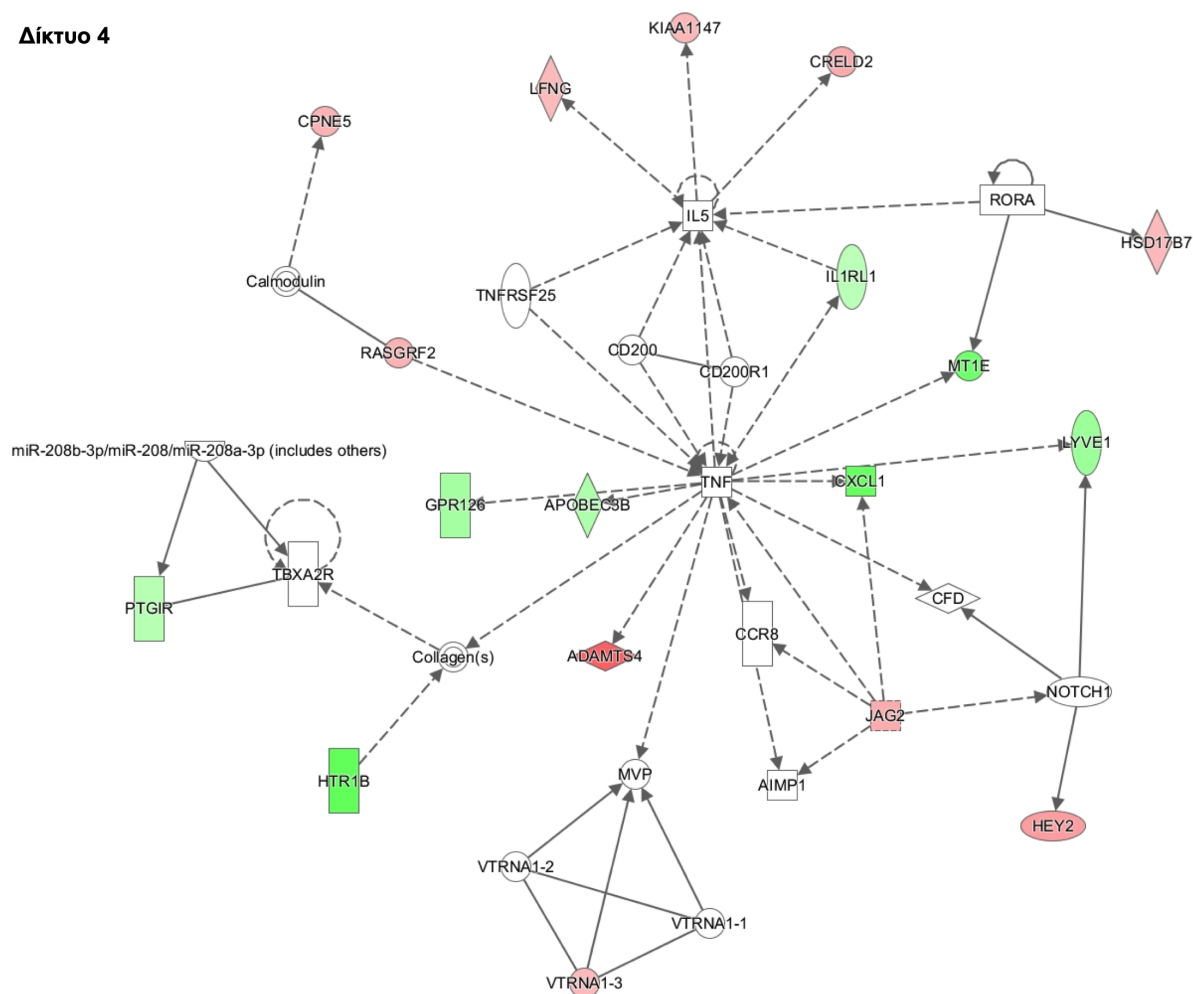 Δίκτυο 4
KIAA1147
CRELD2
LFNG
CPNE5
RORA
IL5
HSD17B7
IL1RL1
Calmodulin
TNFRSF25
CD200
RASGRF2
CD200R1
MT1E
LYVE1
miR-208b-3p/miR-208/miR-208a-3p (includes others)
TNF
CXCL1
GPR126
APOBEC3B
TBXA2R
CFD
PTGIR
CCR8
Collagen(s)
ADAMTS4
NOTCH1
JAG2
MVP
HTR1B
AIMP1
HEY2
VTRNA1-2
VTRNA1-1
VTRNA1-3